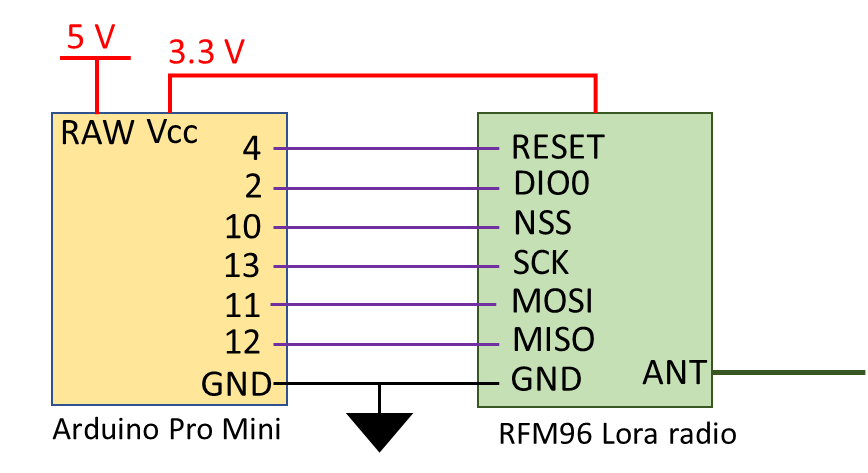 5 V
3.3 V
RAW Vcc
4 RESET
2 DIO0
10 NSS
13 SCK
11 MOSI
12 MISO
GND GND ANT
Arduino Pro Mini
RFM96 Lora radio